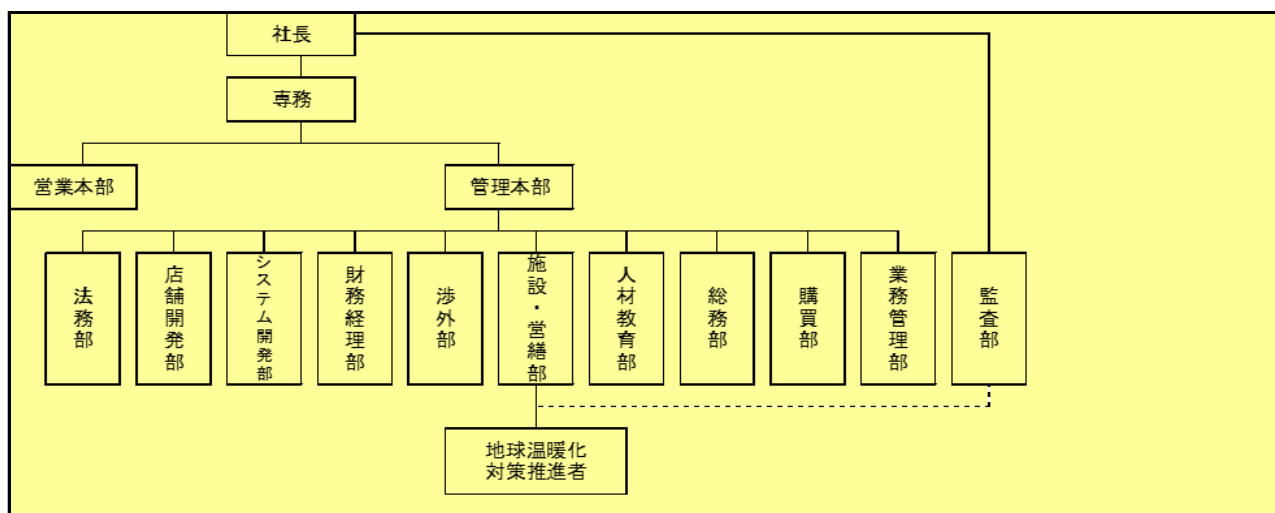 社長
専務
営業本部
管理本部
法務部
店舗開発部
システム開発部
財務経理部
渉外部
施設・営繕部
人材教育部
総務部
購買部
業務管理部
監査部
地球温暖化
対策推進者